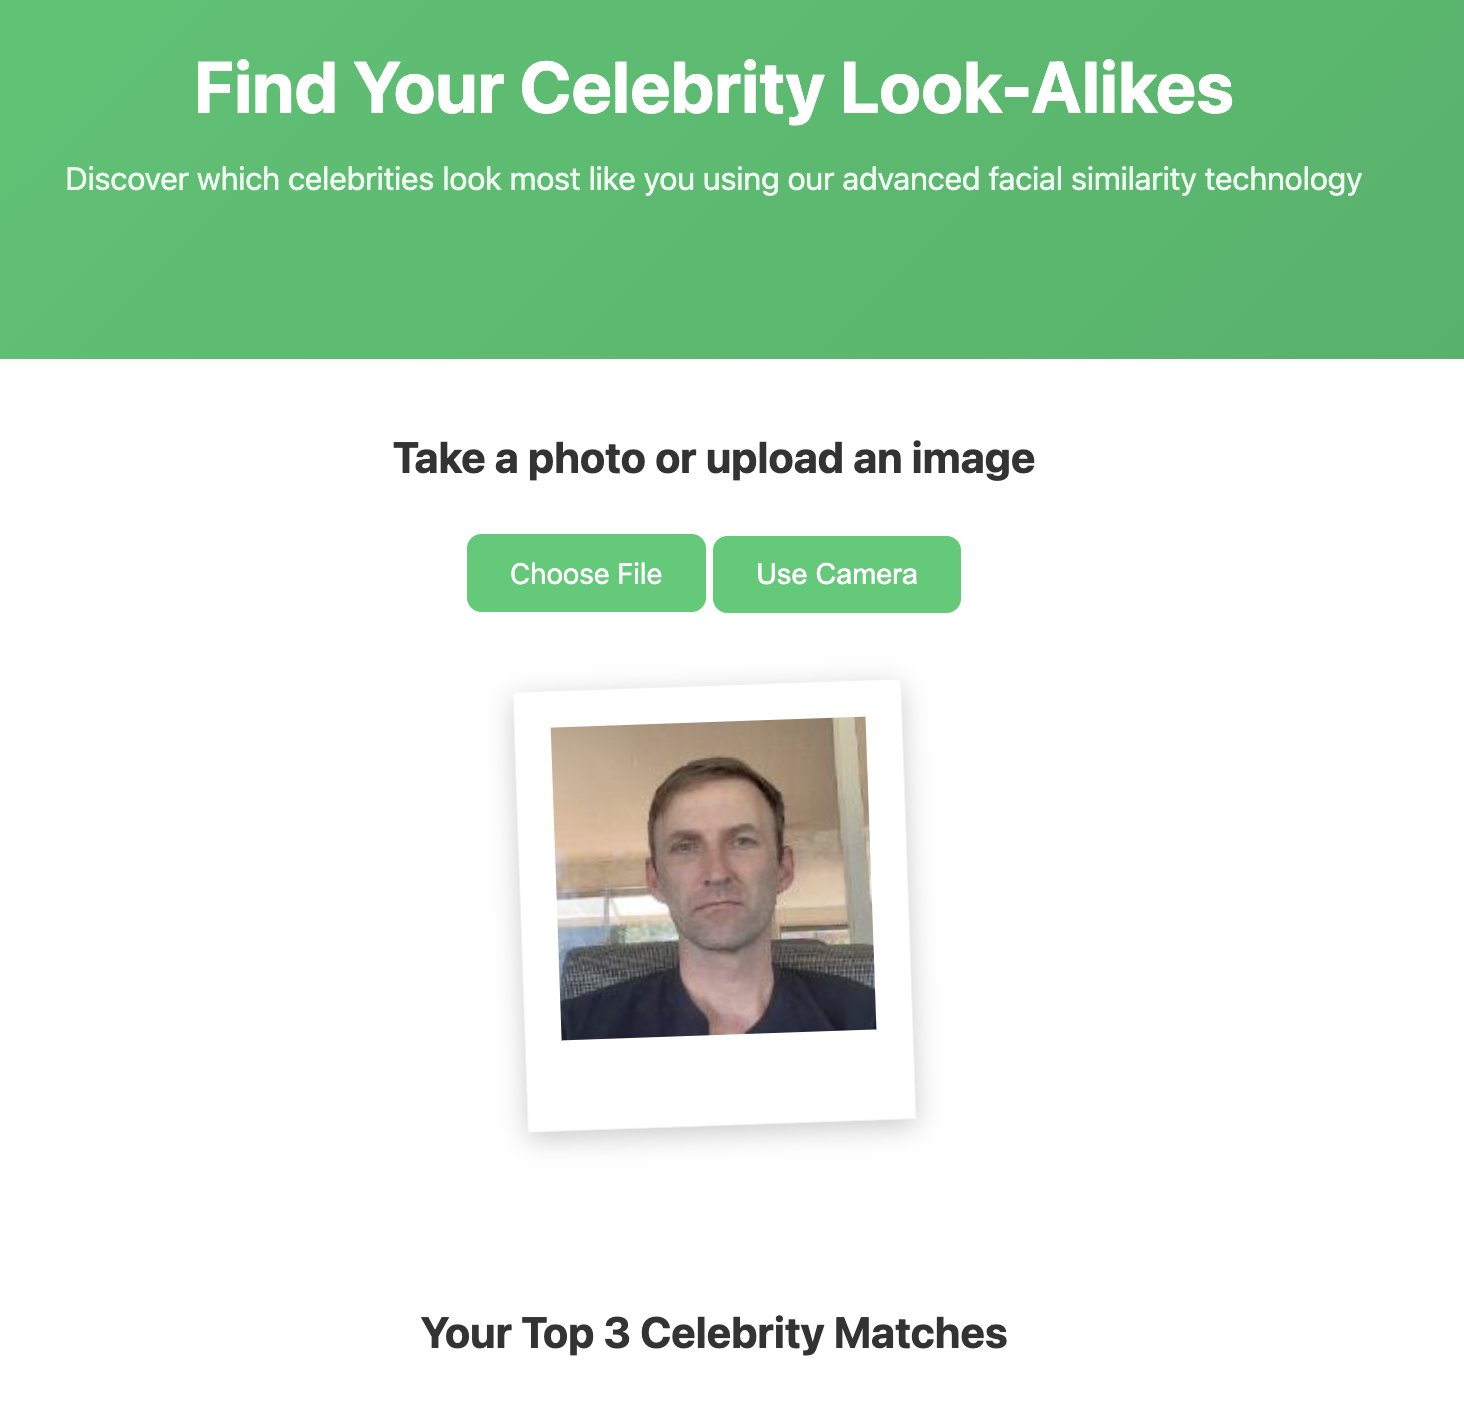 Find Your Celebrity Look-Alikes
Discover which celebrities look most like you using our advanced facial similarity technology
Take a photo or upload an image
Choose File
Use Camera
Your Top 3 Celebrity Matches